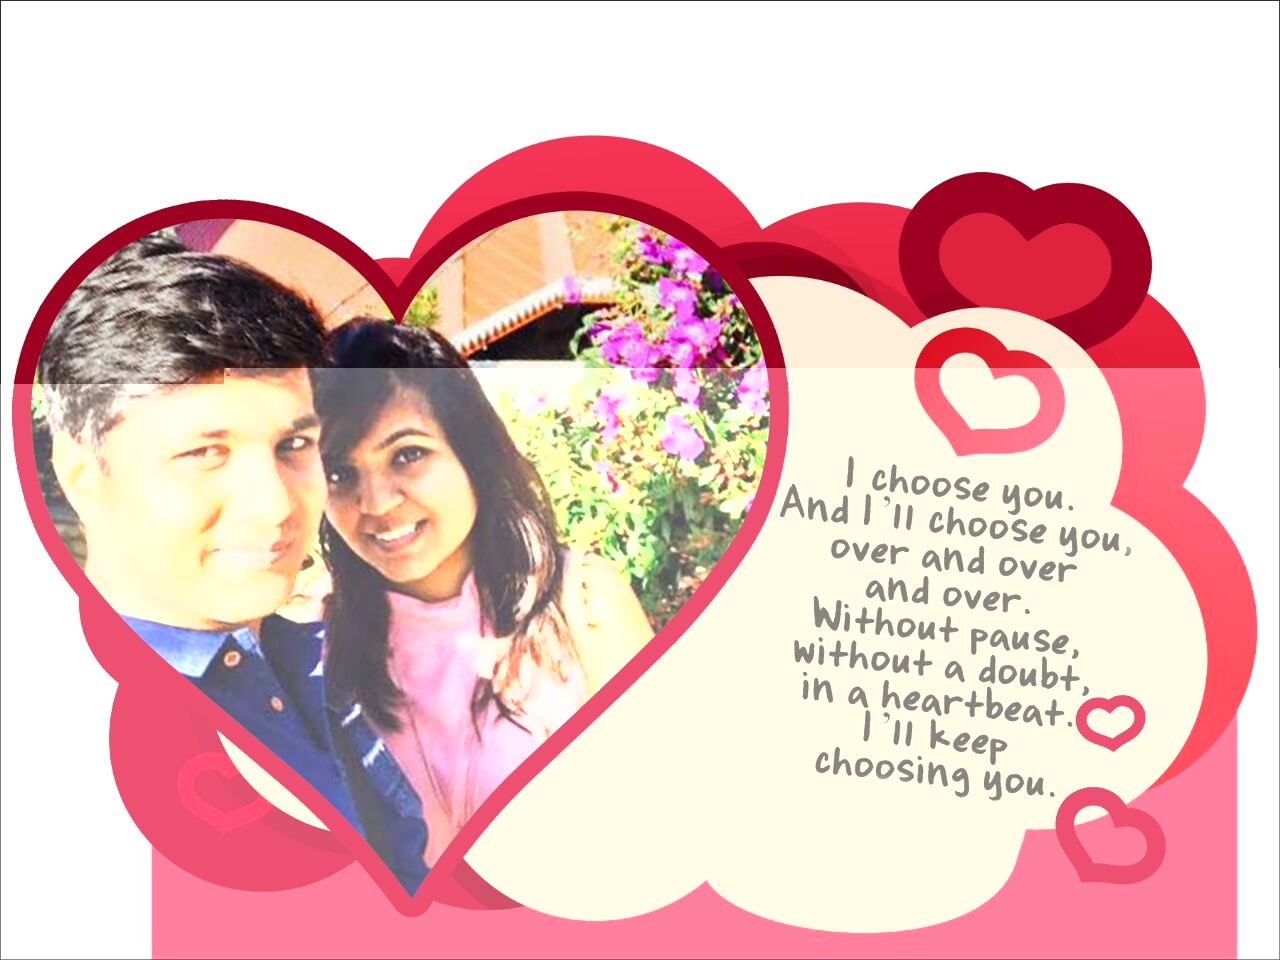 I choose you.
And I'll choose you,
over and over
and over.
Without pause,
without a doubt,
in a heartbeat.
I'll keep
choosing you.